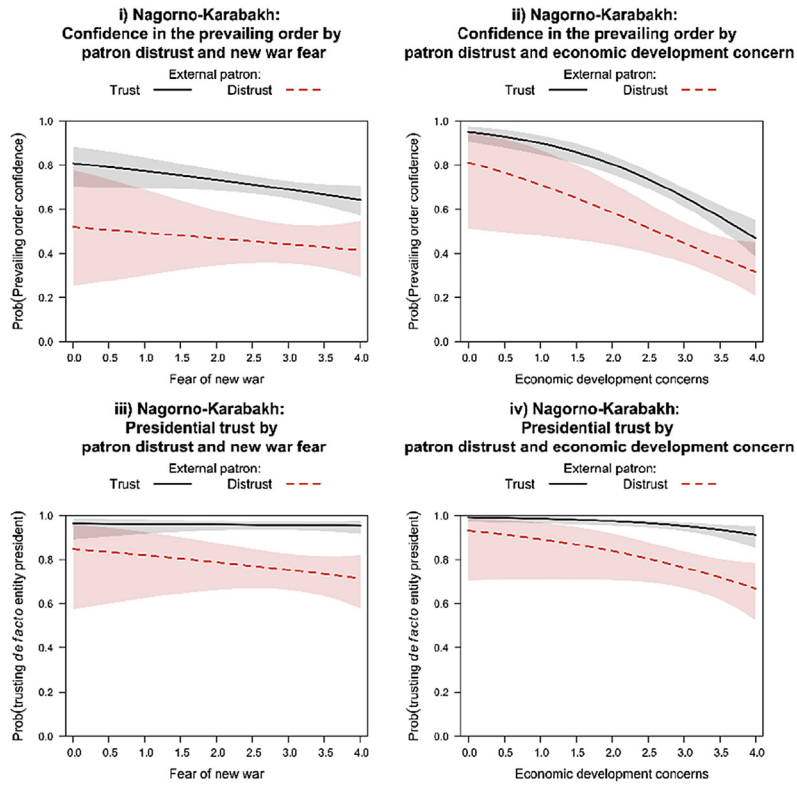 i) Nagorno-Karabakh:
Confidence in the prevailing order by
patron distrust and new war fear
External patron:
Trust Distrust
Prob(Prevailing order confidence)
1.0
0.8
0.6
0.4
0.2
0.0
0.0 0.5 1.0 1.5 2.0 2.5 3.0 3.5 4.0
Fear of new war
ii) Nagorno-Karabakh:
Confidence in the prevailing order by
patron distrust and economic development concern
External patron:
Trust Distrust
Prob(Prevailing order confidence)
1.0
0.8
0.6
0.4
0.2
0.0
0.0 0.5 1.0 1.5 2.0 2.5 3.0 3.5 4.0
Economic development concerns
iii) Nagorno-Karabakh:
Presidential trust by
patron distrust and new war fear
External patron:
Trust Distrust
Prob(trusting de facto entity president)
1.0
0.8
0.6
0.4
0.2
0.0
0.0 0.5 1.0 1.5 2.0 2.5 3.0 3.5 4.0
Fear of new war
iv) Nagorno-Karabakh:
Presidential trust by
patron distrust and economic development concern
External patron:
Trust Distrust
Prob(trusting de facto entity president)
1.0
0.8
0.6
0.4
0.2
0.0
0.0 0.5 1.0 1.5 2.0 2.5 3.0 3.5 4.0
Economic development concerns